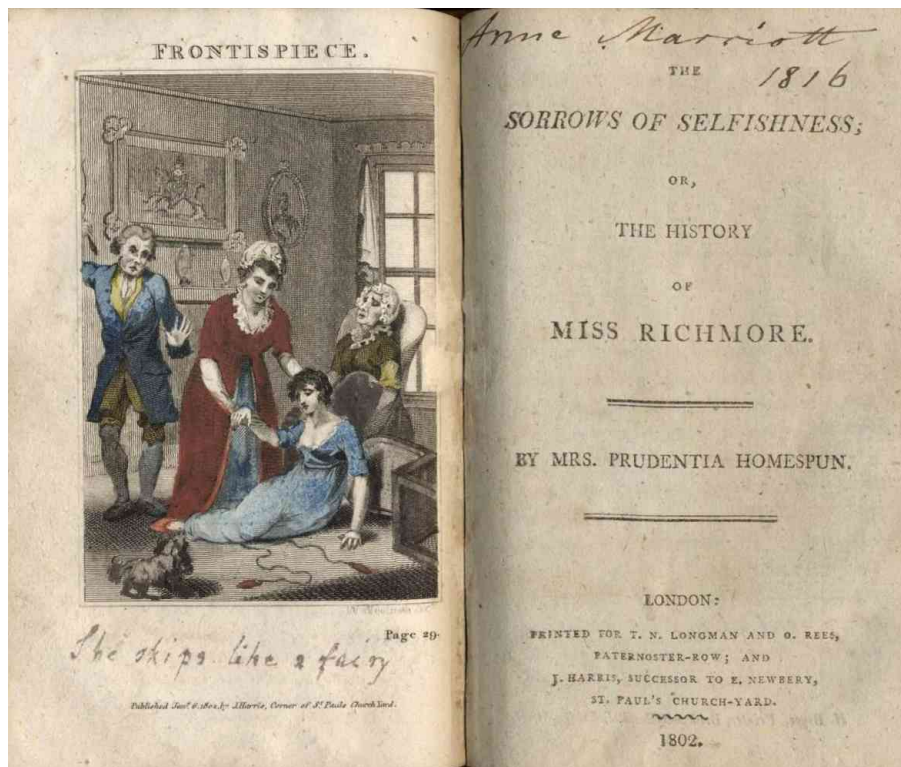 FRONTISPIECE.
Page 29.
She skips like a fairy
Published Jany. 6. 1802, by J. Harris, Corner of St. Pauls Church Yard.
Anne Marriott
1816
THE
SORROWS OF SELFISHNESS;
OR,
THE HISTORY
OF
MISS RICHMORE.
BY MRS. PRUDENTIA HOMESPUN.
LONDON:
PRINTED FOR T. N. LONGMAN AND O. REES,
PATERNOSTER-ROW; AND
J. HARRIS, SUCCESSOR TO E. NEWBERY,
ST. PAUL'S CHURCH-YARD.
1802.